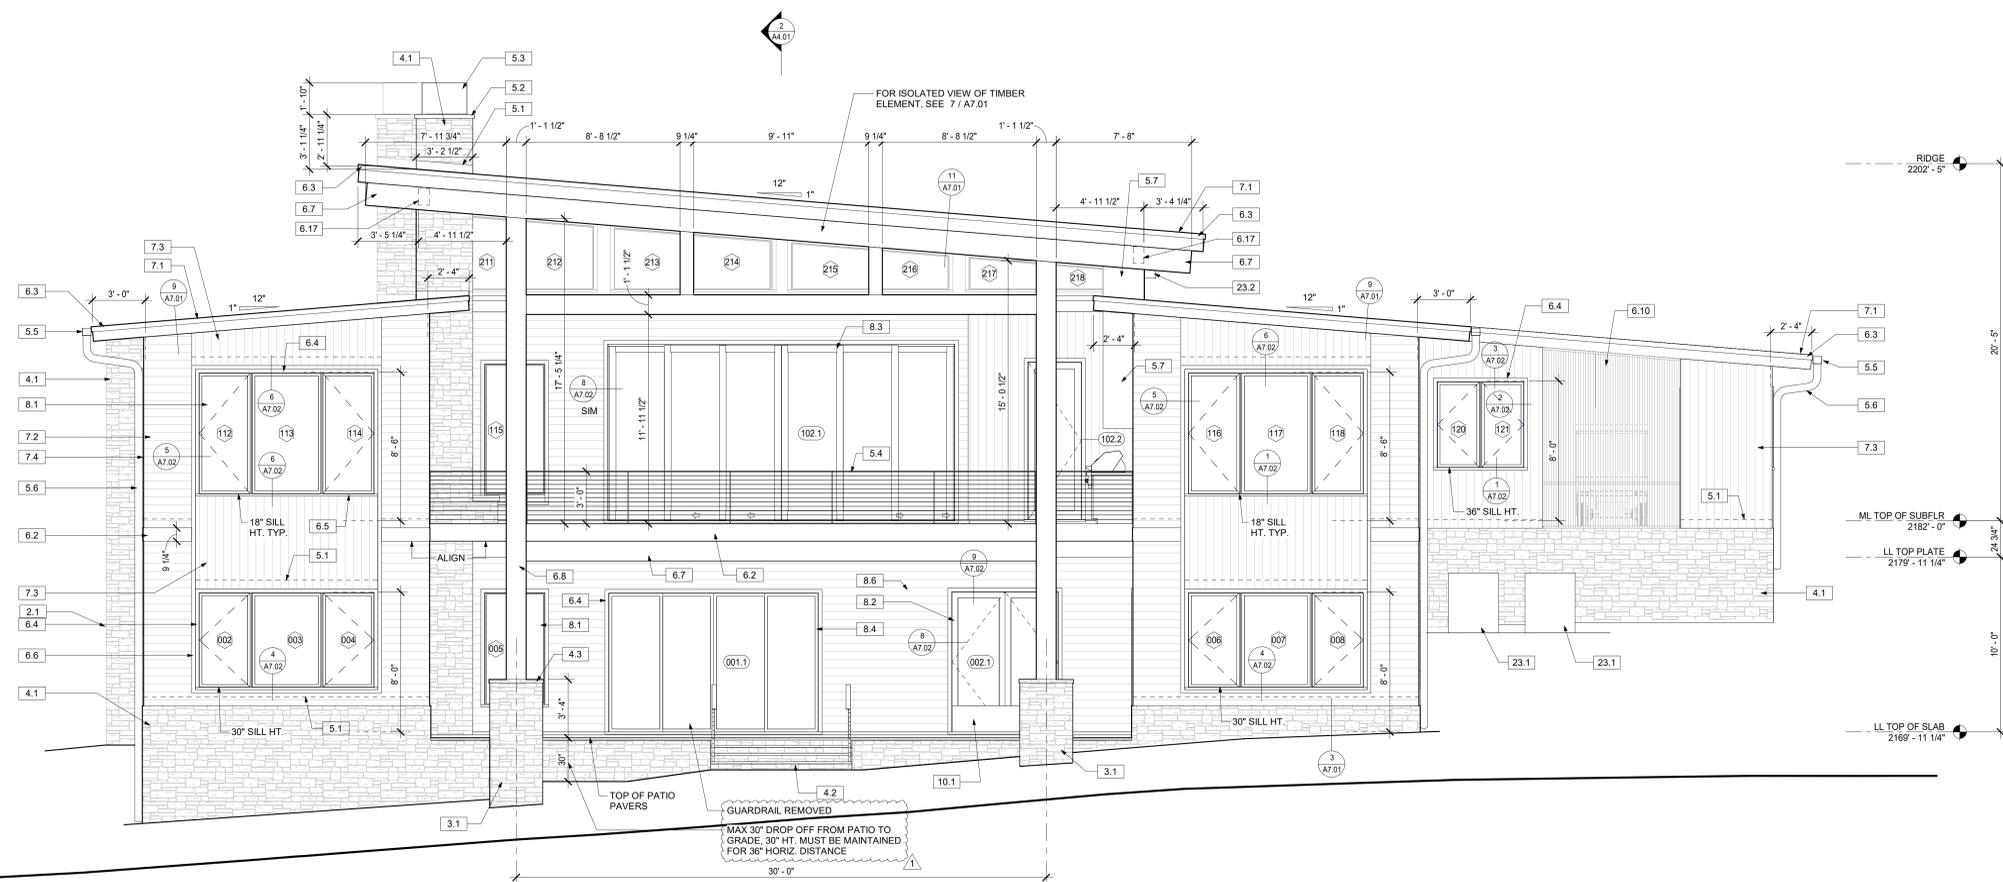 2
A4.01
4.1
5.3
5.2
5.1
1' - 10"
3' - 1 1/4"
2' - 11 1/4"
7' - 11 3/4"
3' - 2 1/2"
FOR ISOLATED VIEW OF TIMBER
ELEMENT, SEE 7 / A7.01
1' - 1 1/2"
8' - 8 1/2"
9 1/4"
9' - 11"
9 1/4"
8' - 8 1/2"
1' - 1 1/2"
7' - 8"
RIDGE
2202' - 5"
6.3
6.7
6.17
12"
1"
11
A7.01
5.7
7.1
6.3
6.17
6.7
23.2
4' - 11 1/2"
3' - 4 1/4"
3' - 5 1/4"
4' - 11 1/2"
2' - 4"
211
212
213
214
215
216
217
218
7.3
7.1
6.3
3' - 0"
9
A7.01
12"
1"
1' - 1 1/2"
12"
1"
9
A7.01
3' - 0"
6.4
6.10
7.1
6.3
2' - 4"
5.5
6.4
8.3
2' - 4"
5.7
6
A7.02
3
A7.02
5.5
4.1
8.1
7.2
7.4
5.6
6.2
6
A7.02
112
113
114
5
A7.02
6
A7.02
8' - 6"
115
8
A7.02
SIM
17' - 5 1/4"
11' - 11 1/2"
15' - 0 1/2"
102.1
102.2
5.4
3' - 0"
5
A7.02
116
117
118
1
A7.02
8' - 6"
2
A7.02
120
121
1
A7.02
8' - 0"
5.6
7.3
5.1
36" SILL HT.
20' - 5"
18" SILL
HT. TYP.
6.5
18" SILL
HT. TYP.
ML TOP OF SUBFLR
2182' - 0"
24 3/4"
LL TOP PLATE
2179' - 11 1/4"
9 1/4"
5.1
ALIGN
6.8
6.7
6.2
9
A7.02
8.6
8.2
7.3
2.1
6.4
6.6
4.1
002
003
004
4
A7.02
8' - 0"
005
8.1
6.4
8.4
4.3
001.1
8
A7.02
002.1
006
007
008
4
A7.02
8' - 0"
4.1
23.1
23.1
10' - 0"
30" SILL HT.
5.1
3' - 4"
30"
30" SILL HT.
LL TOP OF SLAB
2169' - 11 1/4"
3
A7.01
3.1
TOP OF PATIO
PAVERS
4.2
10.1
3.1
GUARDRAIL REMOVED
MAX 30" DROP OFF FROM PATIO TO
GRADE, 30" HT. MUST BE MAINTAINED
FOR 36" HORIZ. DISTANCE
1
30' - 0"